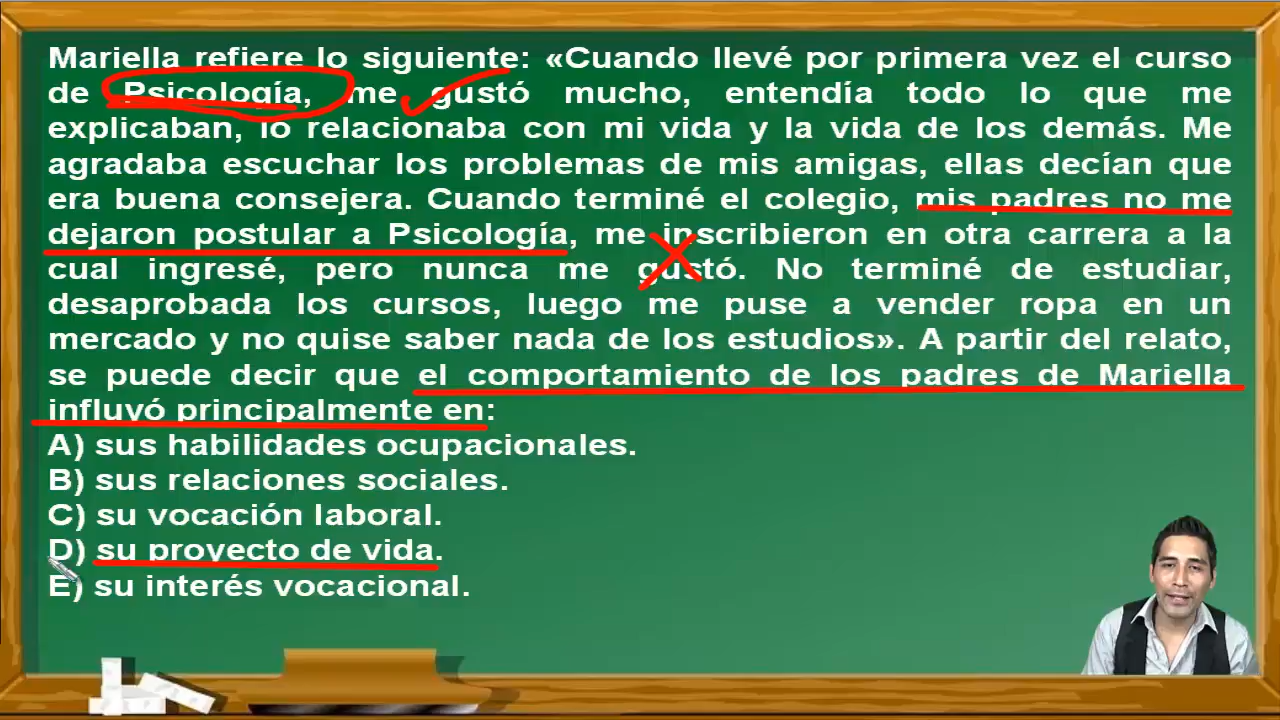 Mariella refiere lo siguiente: «Cuando llevé por primera vez el curso
de Psicología, me gustó mucho, entendía todo lo que me
explicaban, lo relacionaba con mi vida y la vida de los demás. Me
agradaba escuchar los problemas de mis amigas, ellas decían que
era buena consejera. Cuando terminé el colegio, mis padres no me
dejaron postular a Psicología, me inscribieron en otra carrera a la
cual ingresé, pero nunca me gustó. No terminé de estudiar,
desaprobada los cursos, luego me puse a vender ropa en un
mercado y no quise saber nada de los estudios». A partir del relato,
se puede decir que el comportamiento de los padres de Mariella
influyó principalmente en:
A) sus habilidades ocupacionales.
B) sus relaciones sociales.
C) su vocación laboral.
D) su proyecto de vida.
E) su interés vocacional.